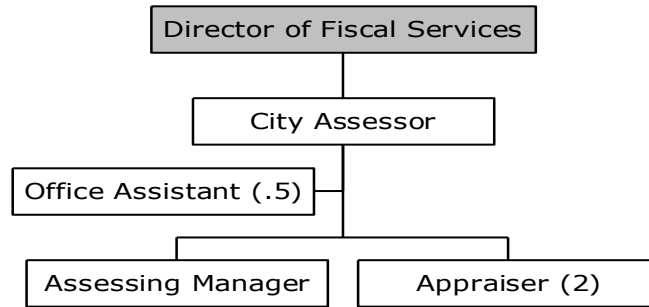 Director of Fiscal Services
City Assessor
Office Assistant (.5)
Assessing Manager
Appraiser (2)